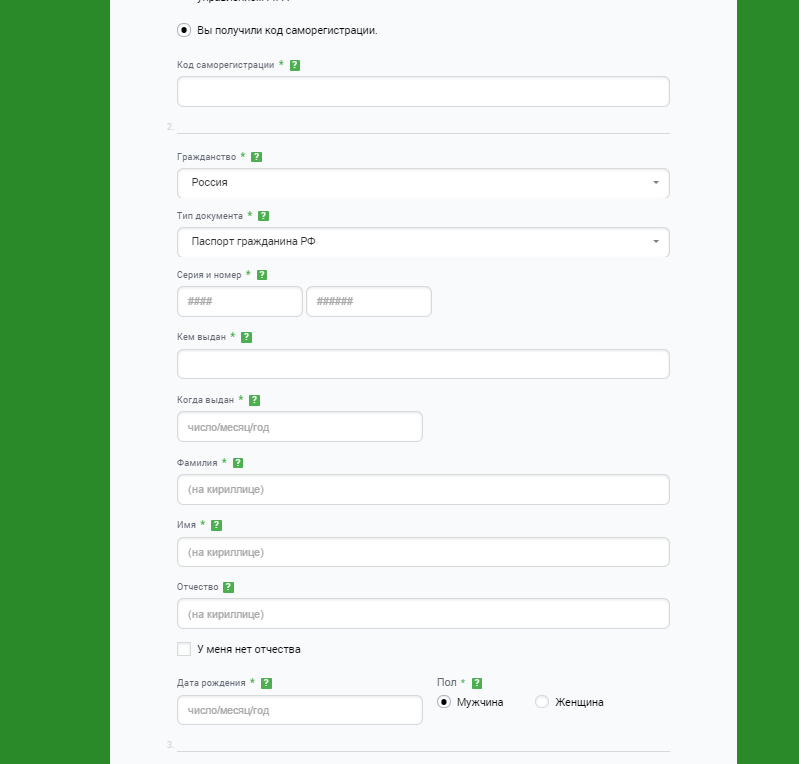 Вы получили код саморегистрации.
Код саморегистрации * ?
2.
Гражданство * ?
Россия
Тип документа * ?
Паспорт гражданина РФ
Серия и номер * ?
#### ######
Кем выдан * ?
Когда выдан * ?
число/месяц/год
Фамилия * ?
(на кириллице)
Имя * ?
(на кириллице)
Отчество ?
(на кириллице)
У меня нет отчества
Дата рождения * ? Пол * ?
число/месяц/год Мужчина Женщина
3.